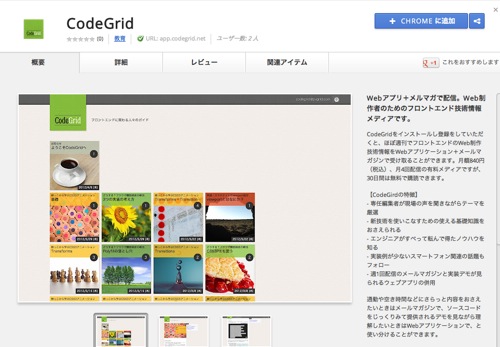 CodeGrid
(0)
教育
URL: app.codegrid.net
ユーザー数: 2 人
+ CHROME に追加
概要
詳細
レビュー
関連アイテム
+1
これをおすすめします
CodeGrid
フロントエンドに関わる人々のガイド
ようこそCodeGridへ
Webアプリ+メルマガで配信。Web制
作者のためのフロントエンド技術情報
メディアです。
CodeGridをインストールし登録をしていただ
くと、ほぼ週刊でフロントエンドのWeb制作
技術情報をWebアプリケーション+メールマ
ガジンで受け取ることができます。月額840円
（税込）、月4回配信の有料メディアですが、
30日間は無料で購読できます。
【CodeGirdの特徴】
- 専任編集者が現場の声を聞きながらテーマを
厳選
- 新技術を使いこなすための使える基礎知識を
おさえられる
- エンジニアがすべって転んで得たノウハウを
知る
- 実装例が少ないスマートフォン関連の話題も
フォロー
- 週1回配信のメールマガジンと実装デモが見
られるウェブアプリの併用
通勤や空き時間などにさらっと内容をおさえ
たいときはメールマガジンで、ソースコード
をじっくりみて提供されるデモを見ながら理
解したいときはWebアプリケーションで、と
使い分けることができます。